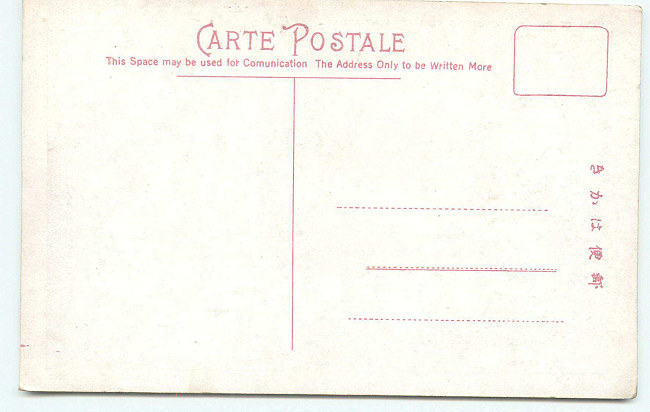 CARTE POSTALE
This Space may be used for Comunication The Address Only to be Written More
郵便はかき